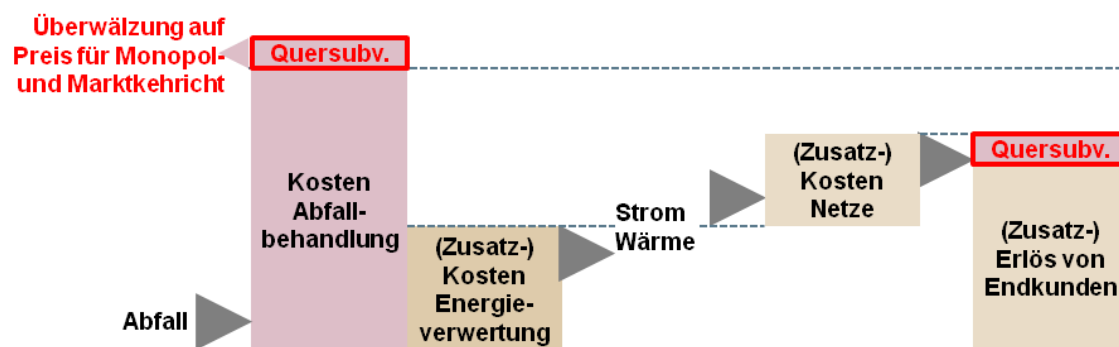 Überwälzung auf
Preis für Monopol-
und Marktkehricht
Quersubv.
Kosten
Abfall-
behandlung
Abfall
(Zusatz-)
Kosten
Energie-
verwertung
Strom
Wärme
(Zusatz-)
Kosten
Netze
Quersubv.
(Zusatz-)
Erlös von
Endkunden